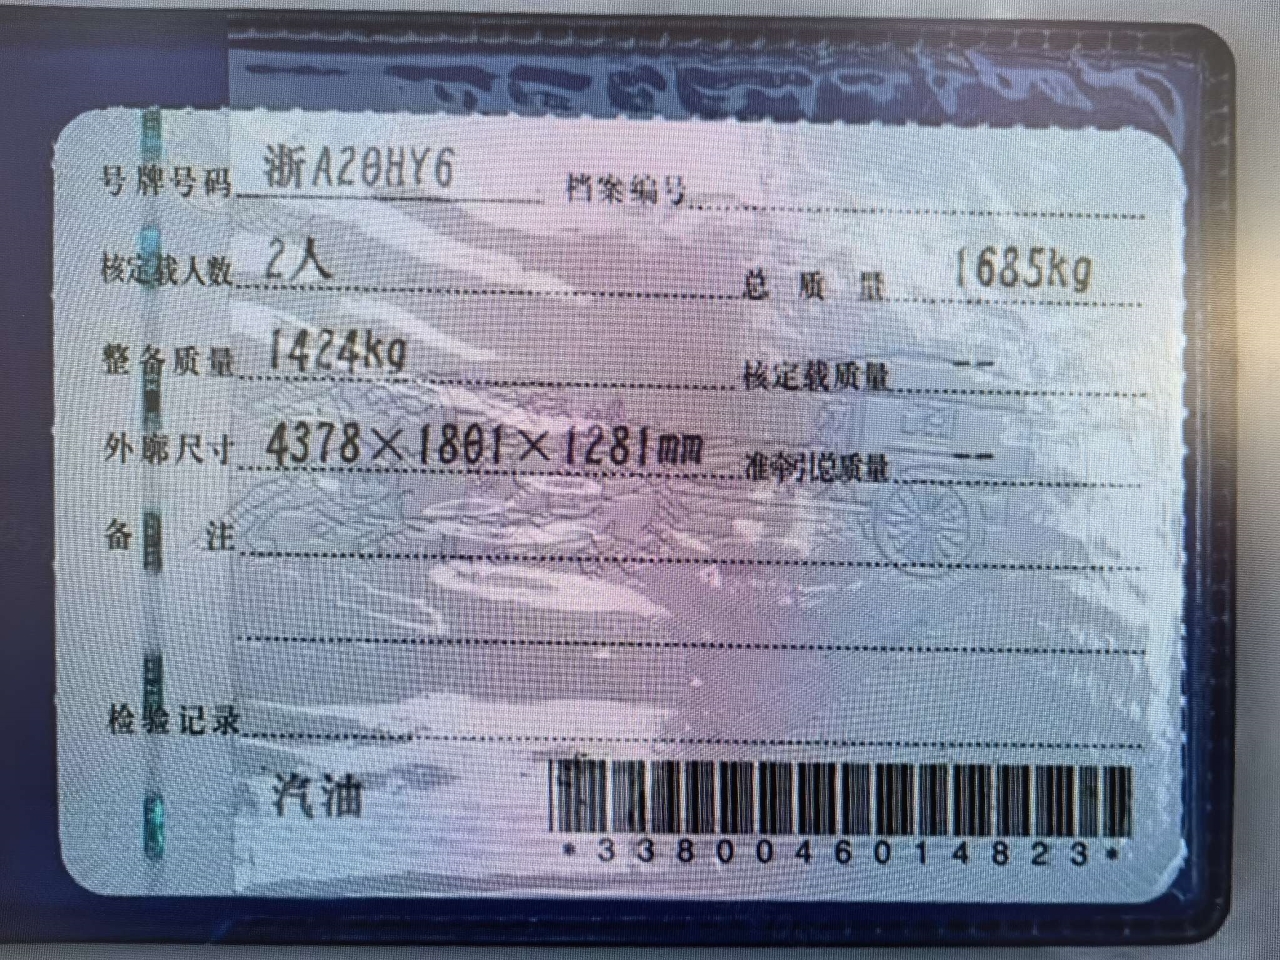 号牌号码 浙A20HY6 档案编号
核定载人数 2人 总质量 1685kg
整备质量 1424kg 核定载质量 --
外廓尺寸 4378×1801×1281mm 准牵引总质量 --
备注
检验记录
汽油
*3380046014823*